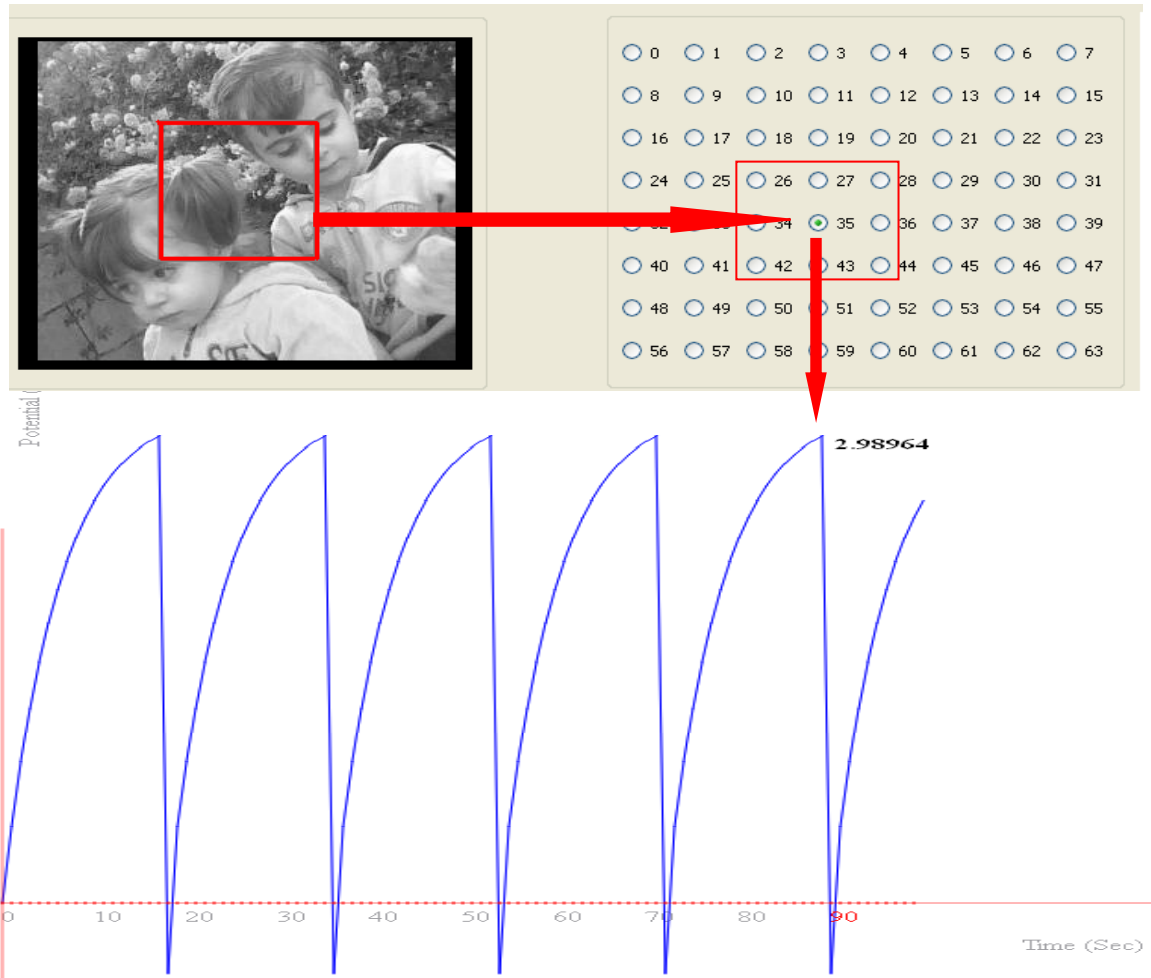 0 1 2 3 4 5 6 7
8 9 10 11 12 13 14 15
16 17 18 19 20 21 22 23
24 25 26 27 28 29 30 31
34 35 36 37 38 39
40 41 42 43 44 45 46 47
48 49 50 51 52 53 54 55
56 57 58 59 60 61 62 63
Potential (
2.98964
0 10 20 30 40 50 60 70 80 90
Time (Sec)